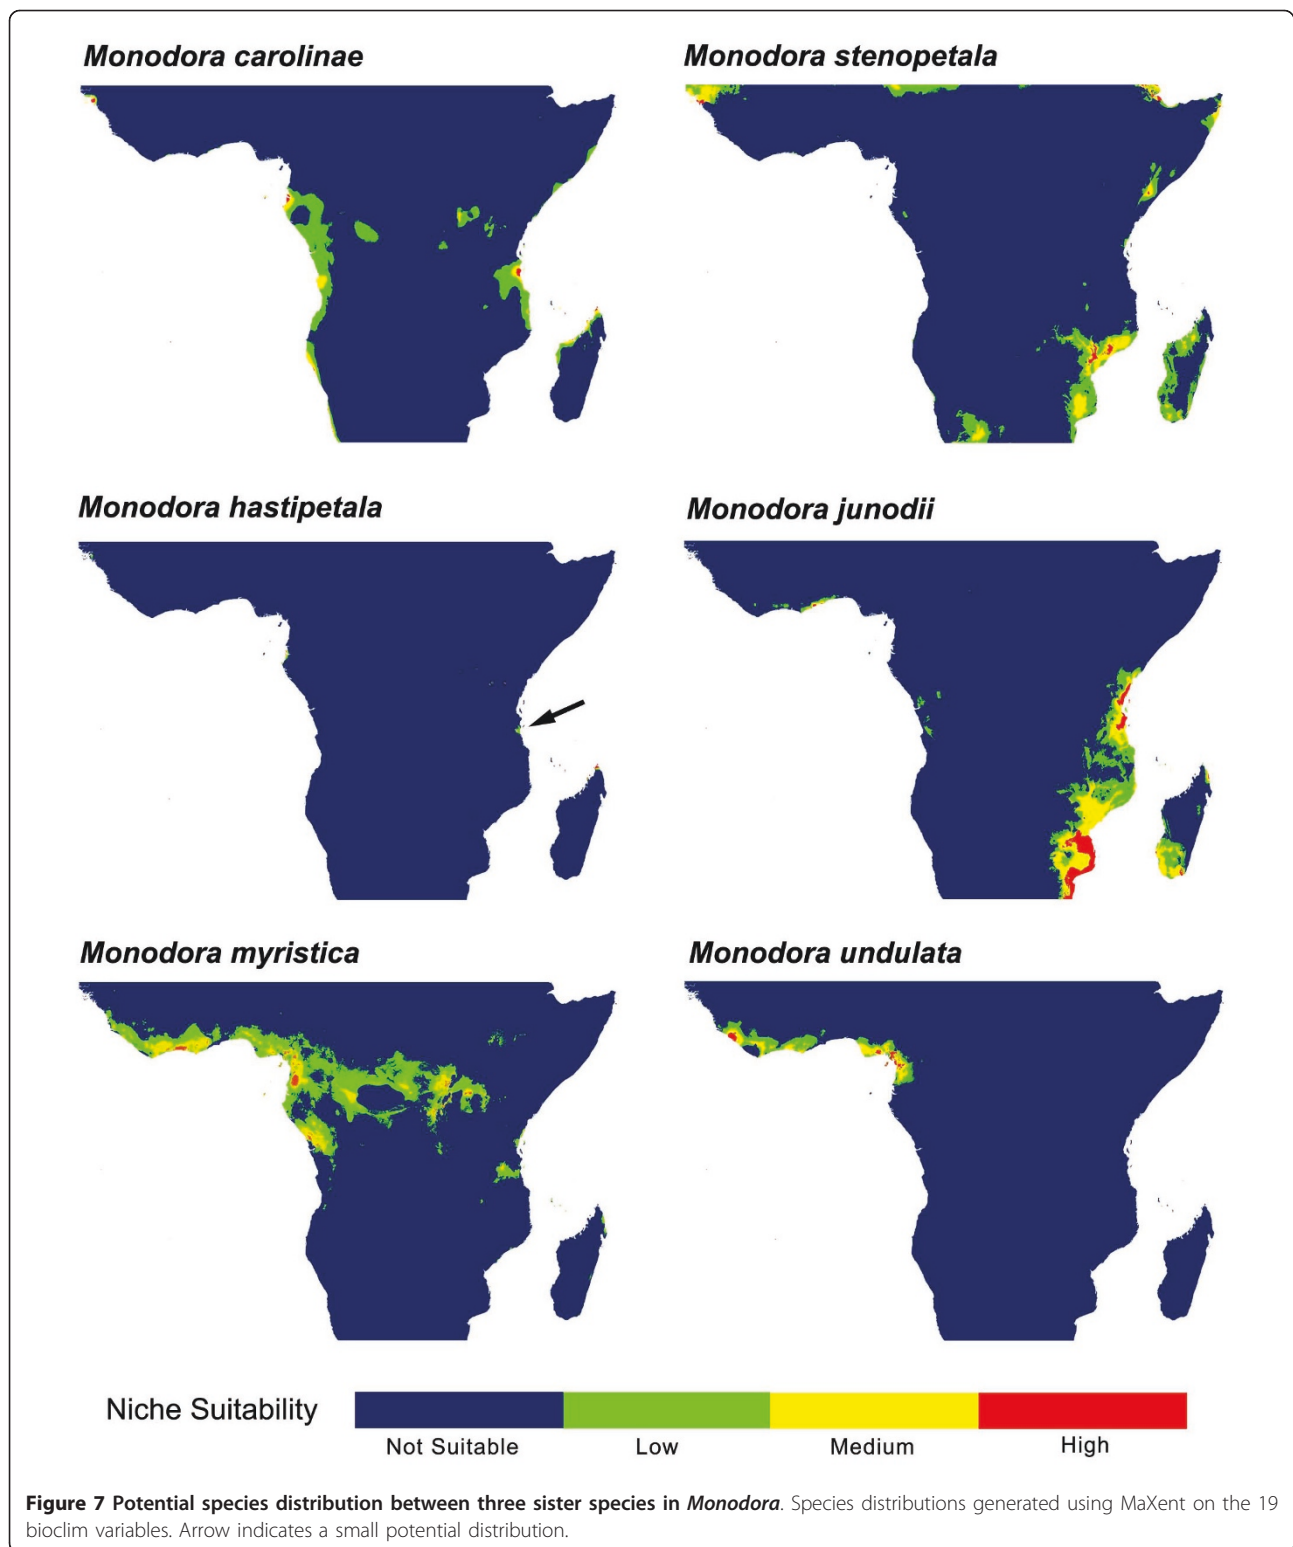 Monodora carolinae
Monodora stenopetala
Monodora hastipetala
Monodora junodii
Monodora myristica
Monodora undulata
Niche Suitability
Not Suitable
Low
Medium
High
Figure 7 Potential species distribution between three sister species in Monodora. Species distributions generated using MaXent on the 19
bioclim variables. Arrow indicates a small potential distribution.